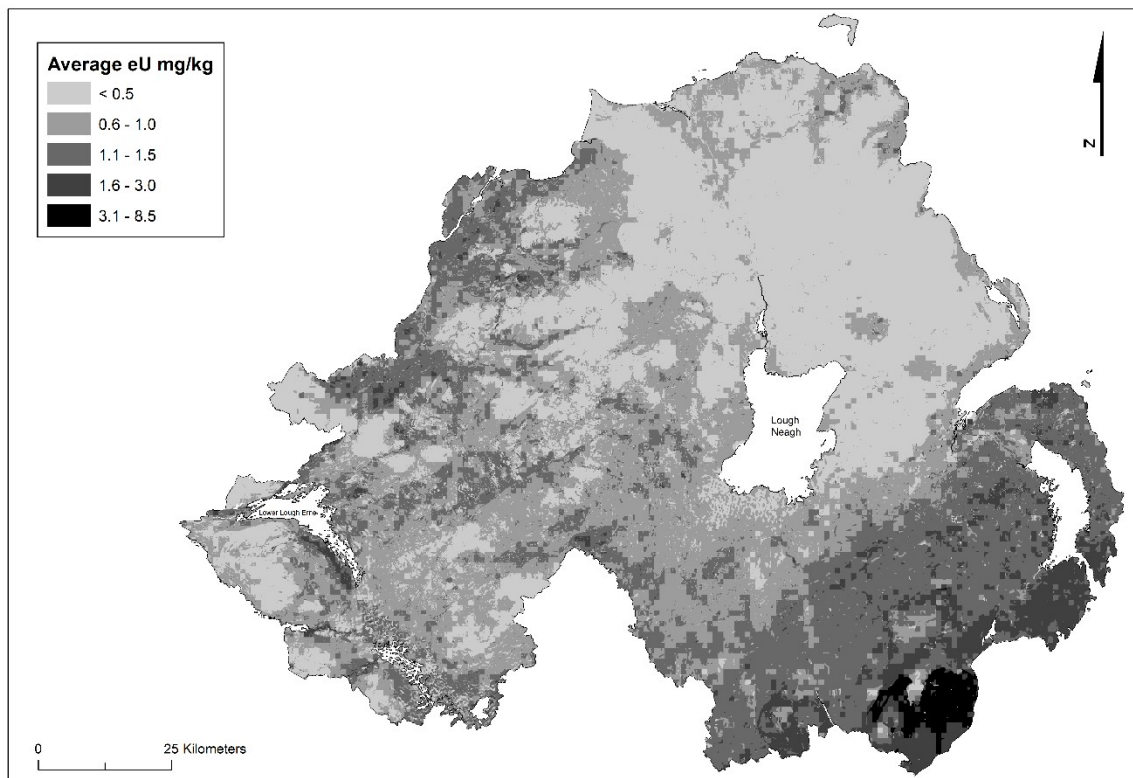 Average eU mg/kg
< 0.5
0.6 - 1.0
1.1 - 1.5
1.6 - 3.0
3.1 - 8.5
N
Lough
Neagh
Lower Lough Erne
0 25 Kilometers